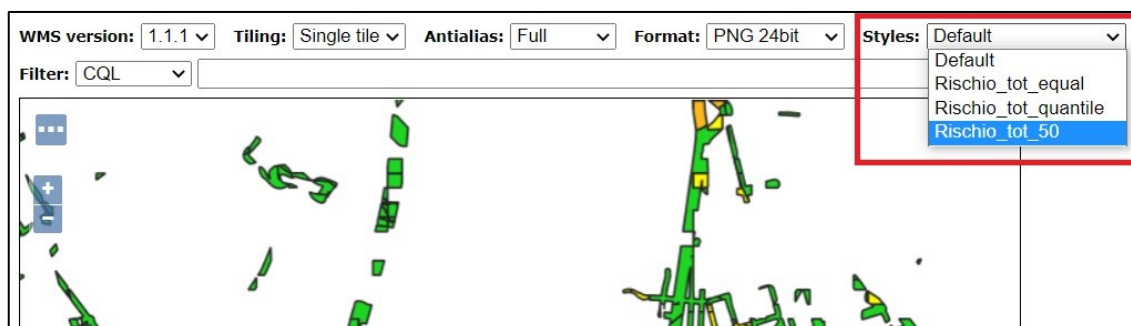 WMS version: 1.1.1 Tiling: Single tile Antialias: Full Format: PNG 24bit Styles: Default
Filter: CQL
Default
Rischio_tot_equal
Rischio_tot_quantile
Rischio_tot_50